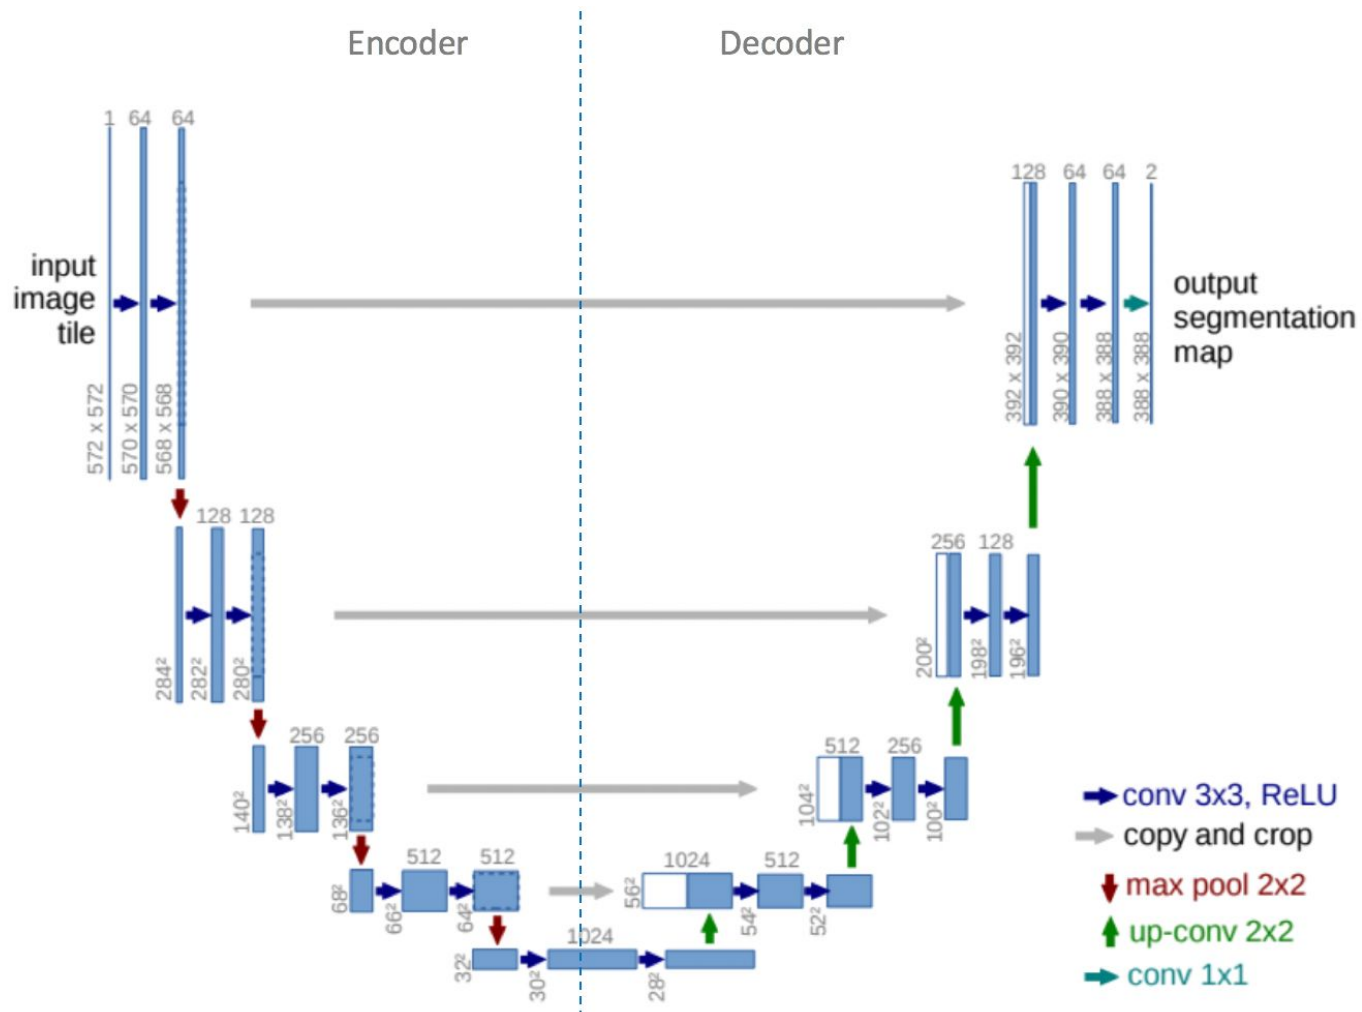 Encoder
Decoder
1 64 64
input
image
tile
572 x 572
570 x 570
568 x 568
128 64 64 2
392 x 392
390 x 390
388 x 388
388 x 388
output
segmentation
map
128 128
284²
282²
280²
256 128
200²
198²
196²
256 256
140²
138²
136²
512 256
104²
102²
100²
512 512
68²
66²
64²
1024 512
56²
54²
52²
1024
32²
30²
28²
conv 3x3, ReLU
copy and crop
max pool 2x2
up-conv 2x2
conv 1x1